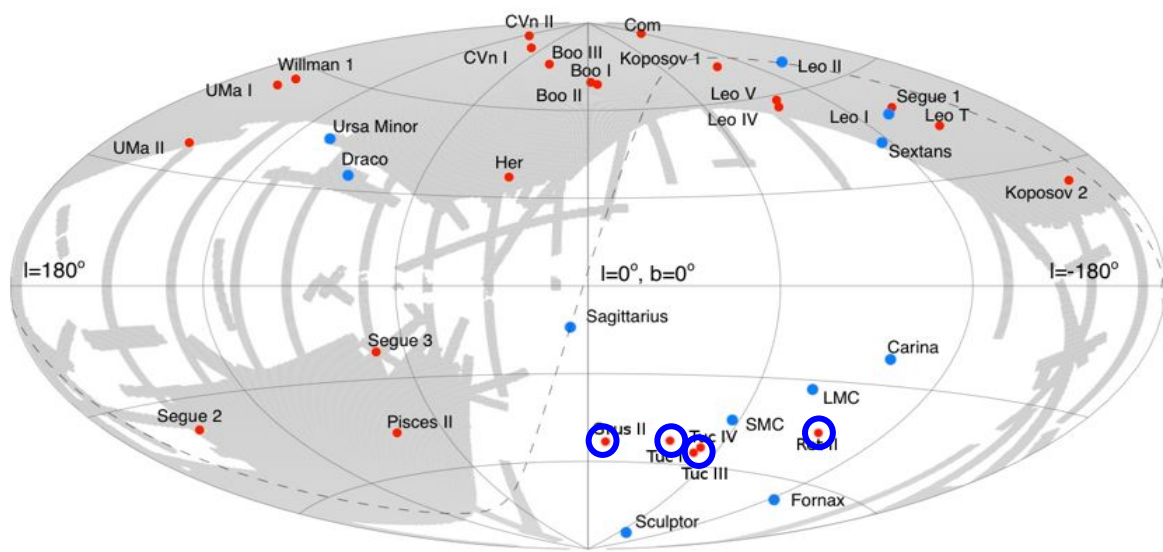 CVn II
Com
CVn I
Boo III
Koposov 1
Willman 1
Boo I
Leo II
UMa I
Boo II
Leo V
Segue 1
Leo IV
Leo I
Leo T
Ursa Minor
UMa II
Sextans
Draco
Her
Koposov 2
l=180°
l=0°, b=0°
l=-180°
Sagittarius
Segue 3
Carina
LMC
Segue 2
Pisces II
SMC
II
Tuc IV
Tuc
Tuc III
Fornax
Sculptor